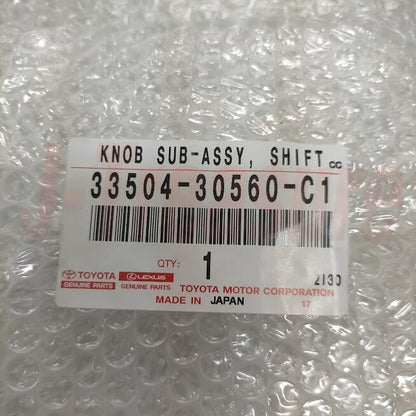 KNOB SUB-ASSY, SHIFT CC
33504-30560-C1
QTY: 1
2130
TOYOTA LEXUS
GENUINE PARTS GENUINE PARTS TOYOTA MOTOR CORPORATION
MADE IN JAPAN 17